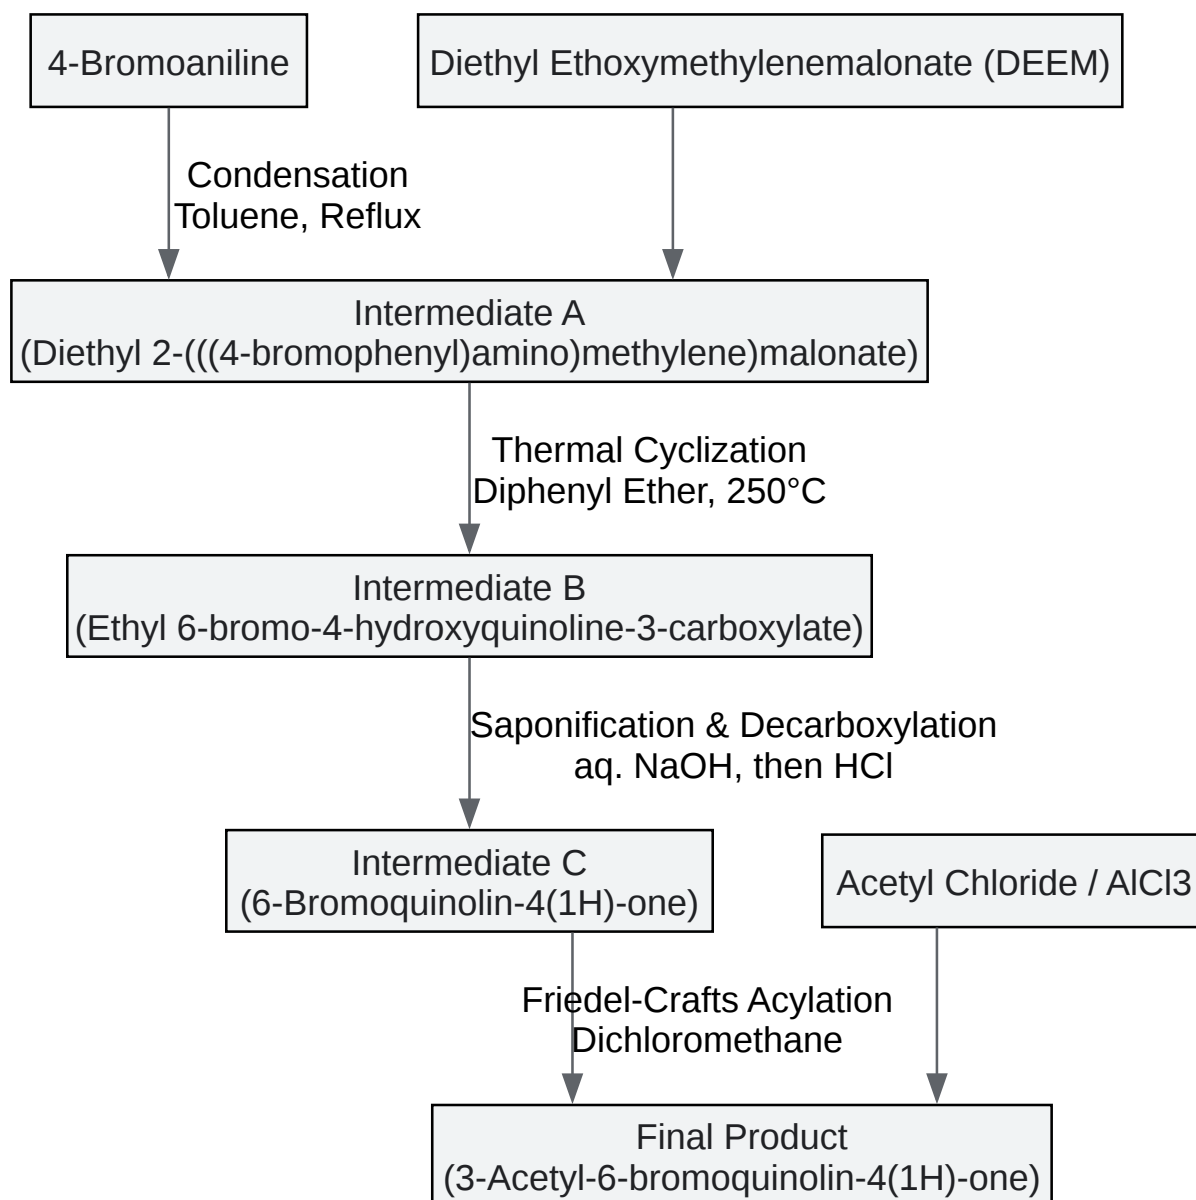 4-Bromoaniline
Diethyl Ethoxymethylenemalonate (DEEM)
Condensation
Toluene, Reflux
Intermediate A
(Diethyl 2-(((4-bromophenyl)amino)methylene)malonate)
Thermal Cyclization
Diphenyl Ether, 250°C
Intermediate B
(Ethyl 6-bromo-4-hydroxyquinoline-3-carboxylate)
Saponification & Decarboxylation
aq. NaOH, then HCl
Intermediate C
(6-Bromoquinolin-4(1H)-one)
Acetyl Chloride / AlCl3
Friedel-Crafts Acylation
Dichloromethane
Final Product
(3-Acetyl-6-bromoquinolin-4(1H)-one)